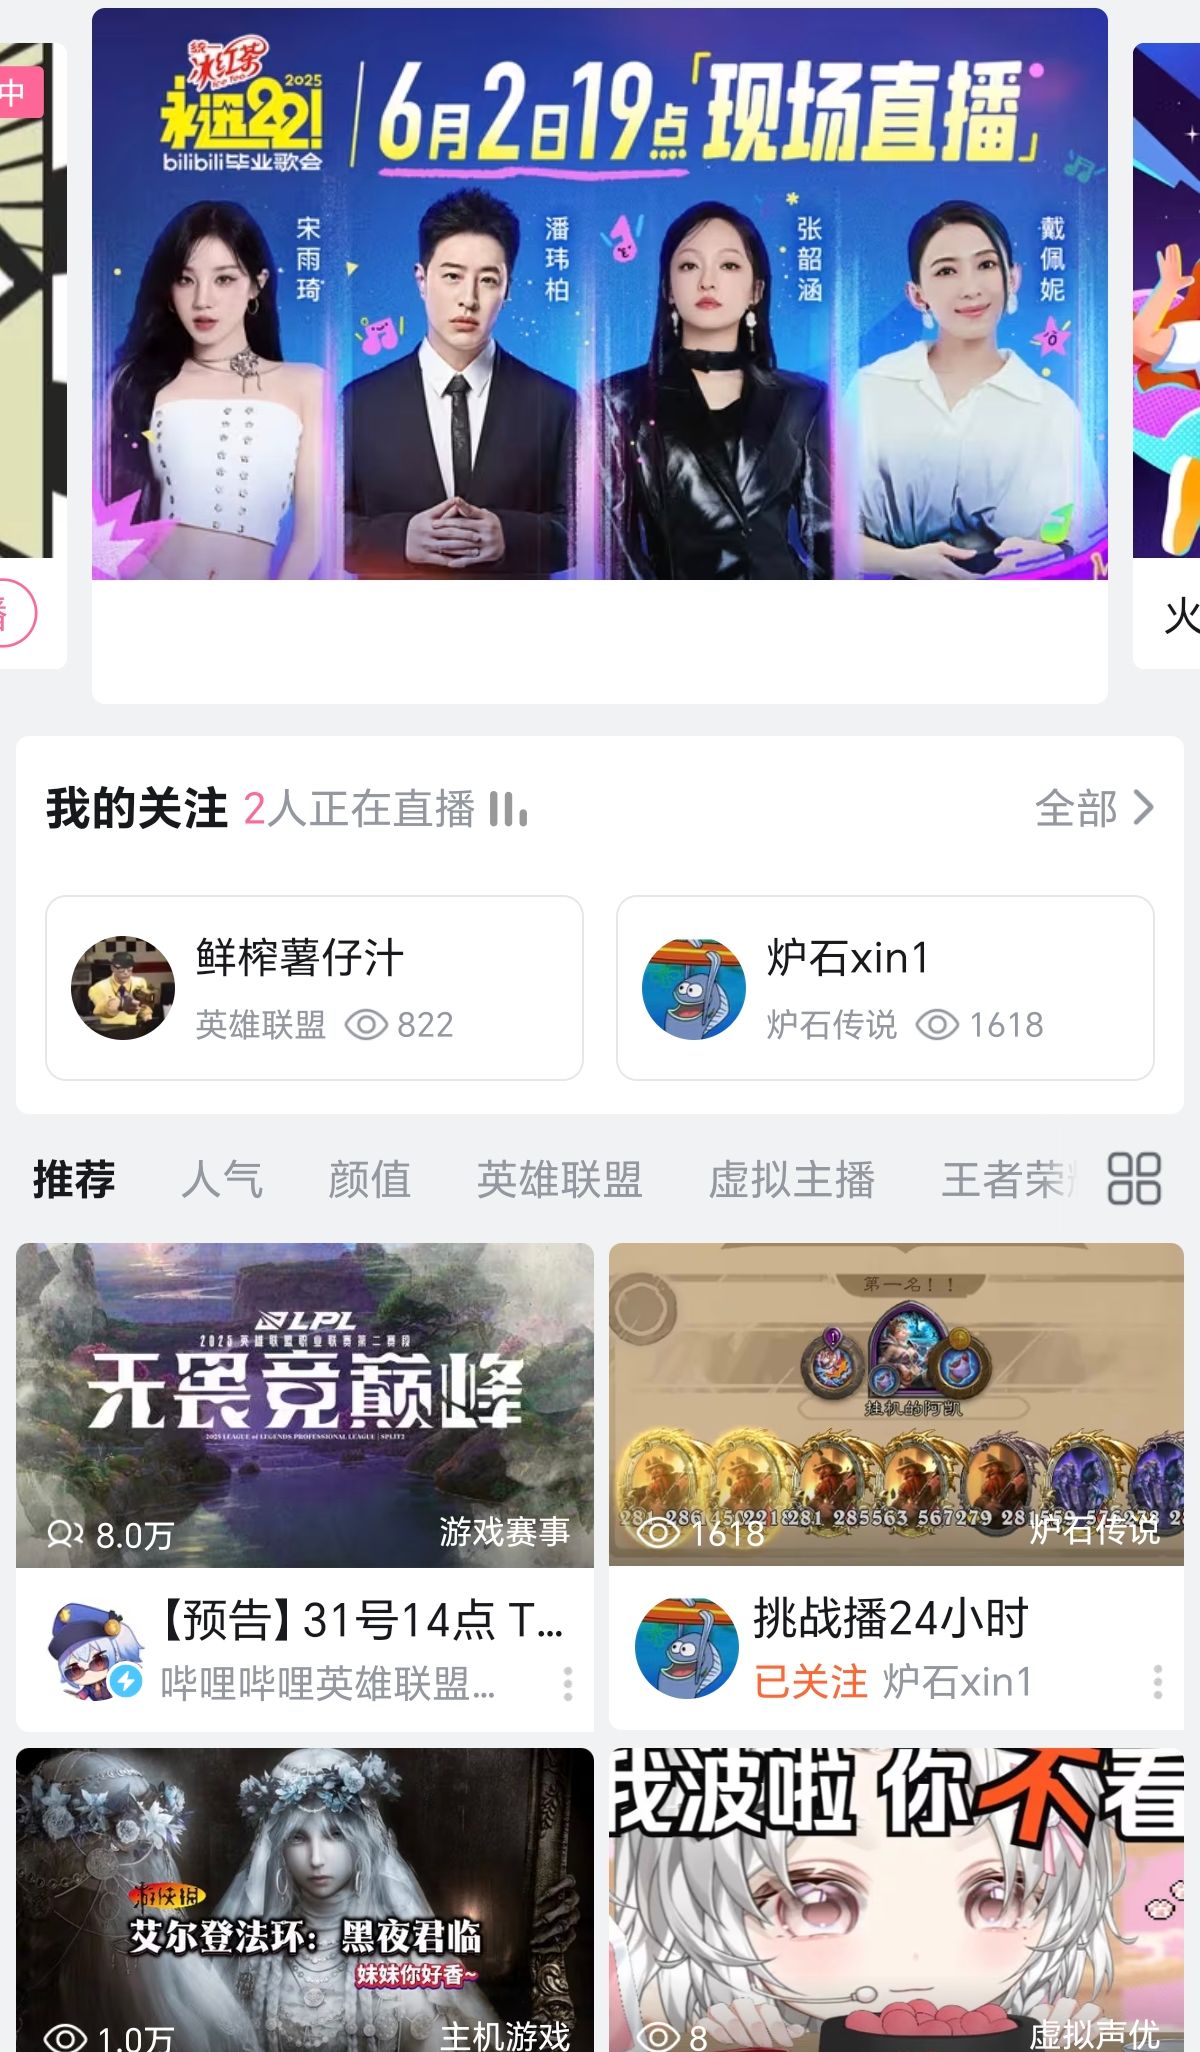 中
统一
冰红茶
2025
永远22!
bilibili毕业歌会
6月2日19点「现场直播」
宋雨琦
潘玮柏
张韶涵
戴佩妮
火
我的关注 2人正在直播
全部
鲜榨薯仔汁
英雄联盟 822
炉石xin1
炉石传说 1618
推荐 人气 颜值 英雄联盟 虚拟主播 王者荣
LPL
2025英雄联盟职业联赛第二赛段
无畏竞巅峰
2025 LEAGUE of LEGENDS PROFESSIONAL LEAGUE | SPLIT2
8.0万 游戏赛事
【预告】31号14点 T...
哔哩哔哩英雄联盟...
第一名！！
挂机的阿凯
1618 炉石传说
挑战播24小时
已关注 炉石xin1
游侠网
艾尔登法环：黑夜君临
妹妹你好香~
1.0万 主机游戏
我波啦 你不看
8 虚拟声优